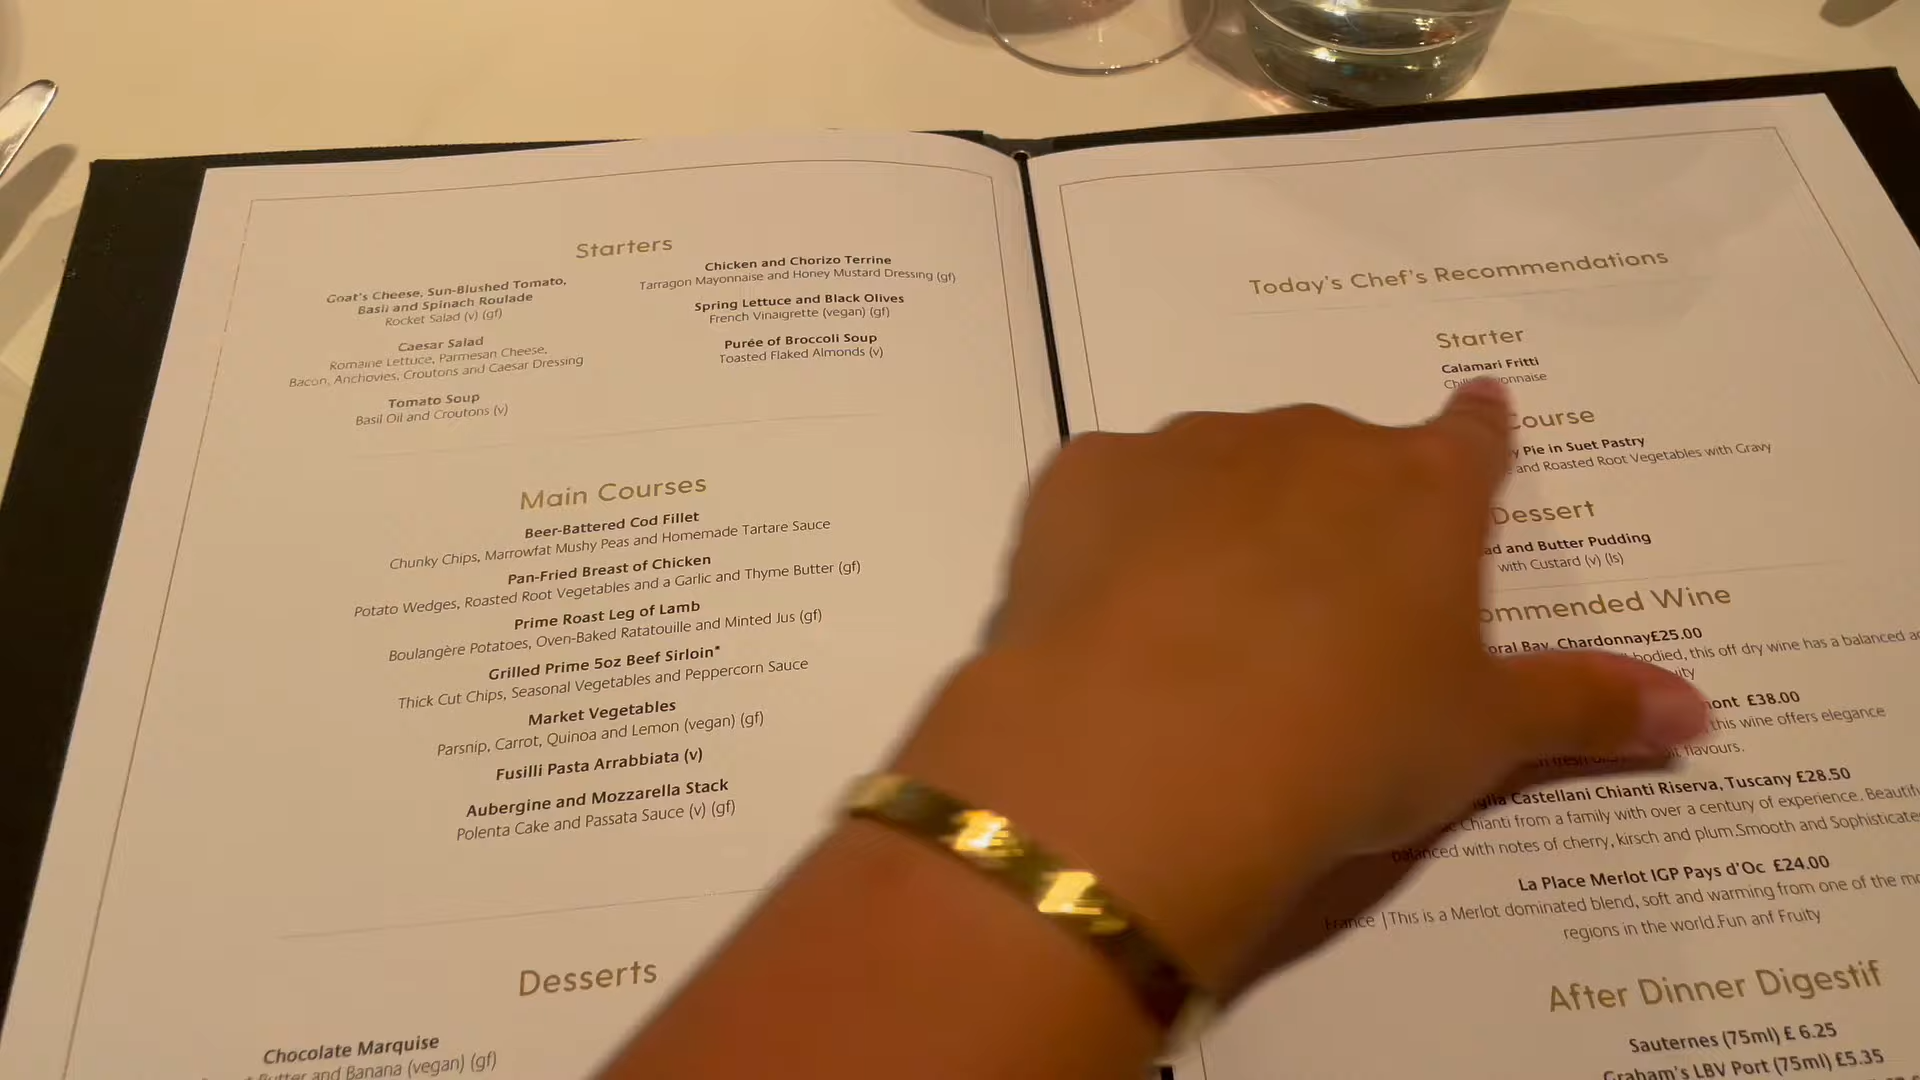 Starters
Goat's Cheese, Sun-Blushed Tomato,
Basil and Spinach Roulade
Rocket Salad (v) (gf)
Caesar Salad
Romaine Lettuce, Parmesan Cheese,
Bacon, Anchovies, Croutons and Caesar Dressing
Tomato Soup
Basil Oil and Croutons (v)
Chicken and Chorizo Terrine
Tarragon Mayonnaise and Honey Mustard Dressing (gf)
Spring Lettuce and Black Olives
French Vinaigrette (vegan) (gf)
Purée of Broccoli Soup
Toasted Flaked Almonds (v)
Main Courses
Beer-Battered Cod Fillet
Chunky Chips, Marrowfat Mushy Peas and Homemade Tartare Sauce
Pan-Fried Breast of Chicken
Potato Wedges, Roasted Root Vegetables and a Garlic and Thyme Butter (gf)
Prime Roast Leg of Lamb
Boulangère Potatoes, Oven-Baked Ratatouille and Minted Jus (gf)
Grilled Prime 5oz Beef Sirloin*
Thick Cut Chips, Seasonal Vegetables and Peppercorn Sauce
Market Vegetables
Parsnip, Carrot, Quinoa and Lemon (vegan) (gf)
Fusilli Pasta Arrabbiata (v)
Aubergine and Mozzarella Stack
Polenta Cake and Passata Sauce (v) (gf)
Desserts
Chocolate Marquise
and Banana (vegan) (gf)
Today's Chef's Recommendations
Starter
Calamari Fritti
Course
Pie in Suet Pastry
and Roasted Root Vegetables with Gravy
Dessert
and Butter Pudding
with Custard (v) (ls)
Wine
Bay, Chardonnay£25.00
bodied, this off dry wine has a balanced
£38.00
this wine offers elegance
flavours.
Castellani Chianti Riserva, Tuscany £28.50
Chianti from a family with over a century of experience.
balanced with notes of cherry, kirsch and plum.Smooth and
La Place Merlot IGP Pays d'Oc £24.00
France |This is a Merlot dominated blend, soft and warming from one of the
regions in the world.Fun anf Fruity
After Dinner Digestif
Sauternes (75ml) £ 6.25
Graham's LBV Port (75ml) £5.35